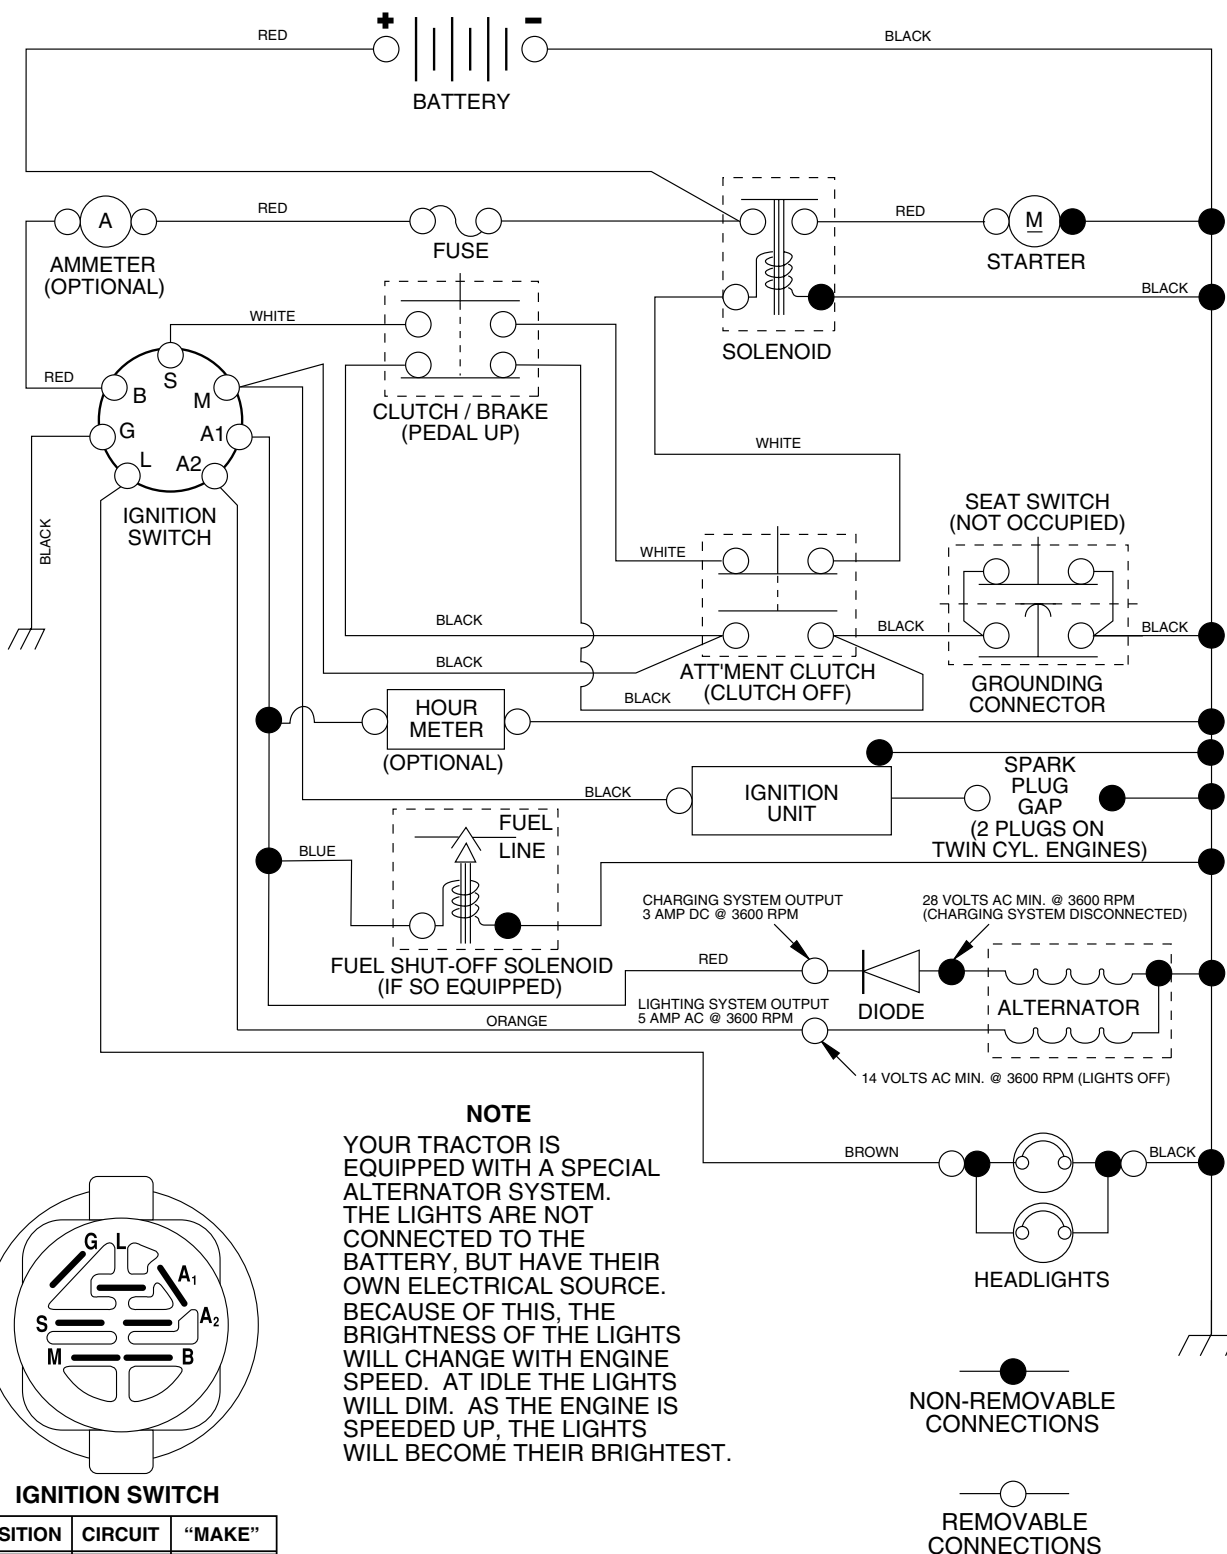 + -
RED
BLACK
BATTERY
RED
A
AMMETER
(OPTIONAL)
FUSE
RED
M
STARTER
BLACK
SOLENOID
WHITE
RED
S
B
M
G
A1
L
A2
IGNITION
SWITCH
BLACK
CLUTCH / BRAKE
(PEDAL UP)
WHITE
SEAT SWITCH
(NOT OCCUPIED)
WHITE
BLACK
BLACK
BLACK
BLACK
BLACK
ATT'MENT CLUTCH
(CLUTCH OFF)
GROUNDING
CONNECTOR
HOUR
METER
(OPTIONAL)
BLACK
IGNITION
UNIT
SPARK
PLUG
GAP
(2 PLUGS ON
TWIN CYL. ENGINES)
FUEL
LINE
BLUE
FUEL SHUT-OFF SOLENOID
(IF SO EQUIPPED)
CHARGING SYSTEM OUTPUT
3 AMP DC @ 3600 RPM
28 VOLTS AC MIN. @ 3600 RPM
(CHARGING SYSTEM DISCONNECTED)
RED
DIODE
ALTERNATOR
LIGHTING SYSTEM OUTPUT
5 AMP AC @ 3600 RPM
ORANGE
14 VOLTS AC MIN. @ 3600 RPM (LIGHTS OFF)
BROWN
BLACK
HEADLIGHTS
NOTE
YOUR TRACTOR IS
EQUIPPED WITH A SPECIAL
ALTERNATOR SYSTEM.
THE LIGHTS ARE NOT
CONNECTED TO THE
BATTERY, BUT HAVE THEIR
OWN ELECTRICAL SOURCE.
BECAUSE OF THIS, THE
BRIGHTNESS OF THE LIGHTS
WILL CHANGE WITH ENGINE
SPEED. AT IDLE THE LIGHTS
WILL DIM. AS THE ENGINE IS
SPEEDED UP, THE LIGHTS
WILL BECOME THEIR BRIGHTEST.
G L
A1
S A2
M B
IGNITION SWITCH
SITION CIRCUIT “MAKE”
NON-REMOVABLE
CONNECTIONS
REMOVABLE
CONNECTIONS